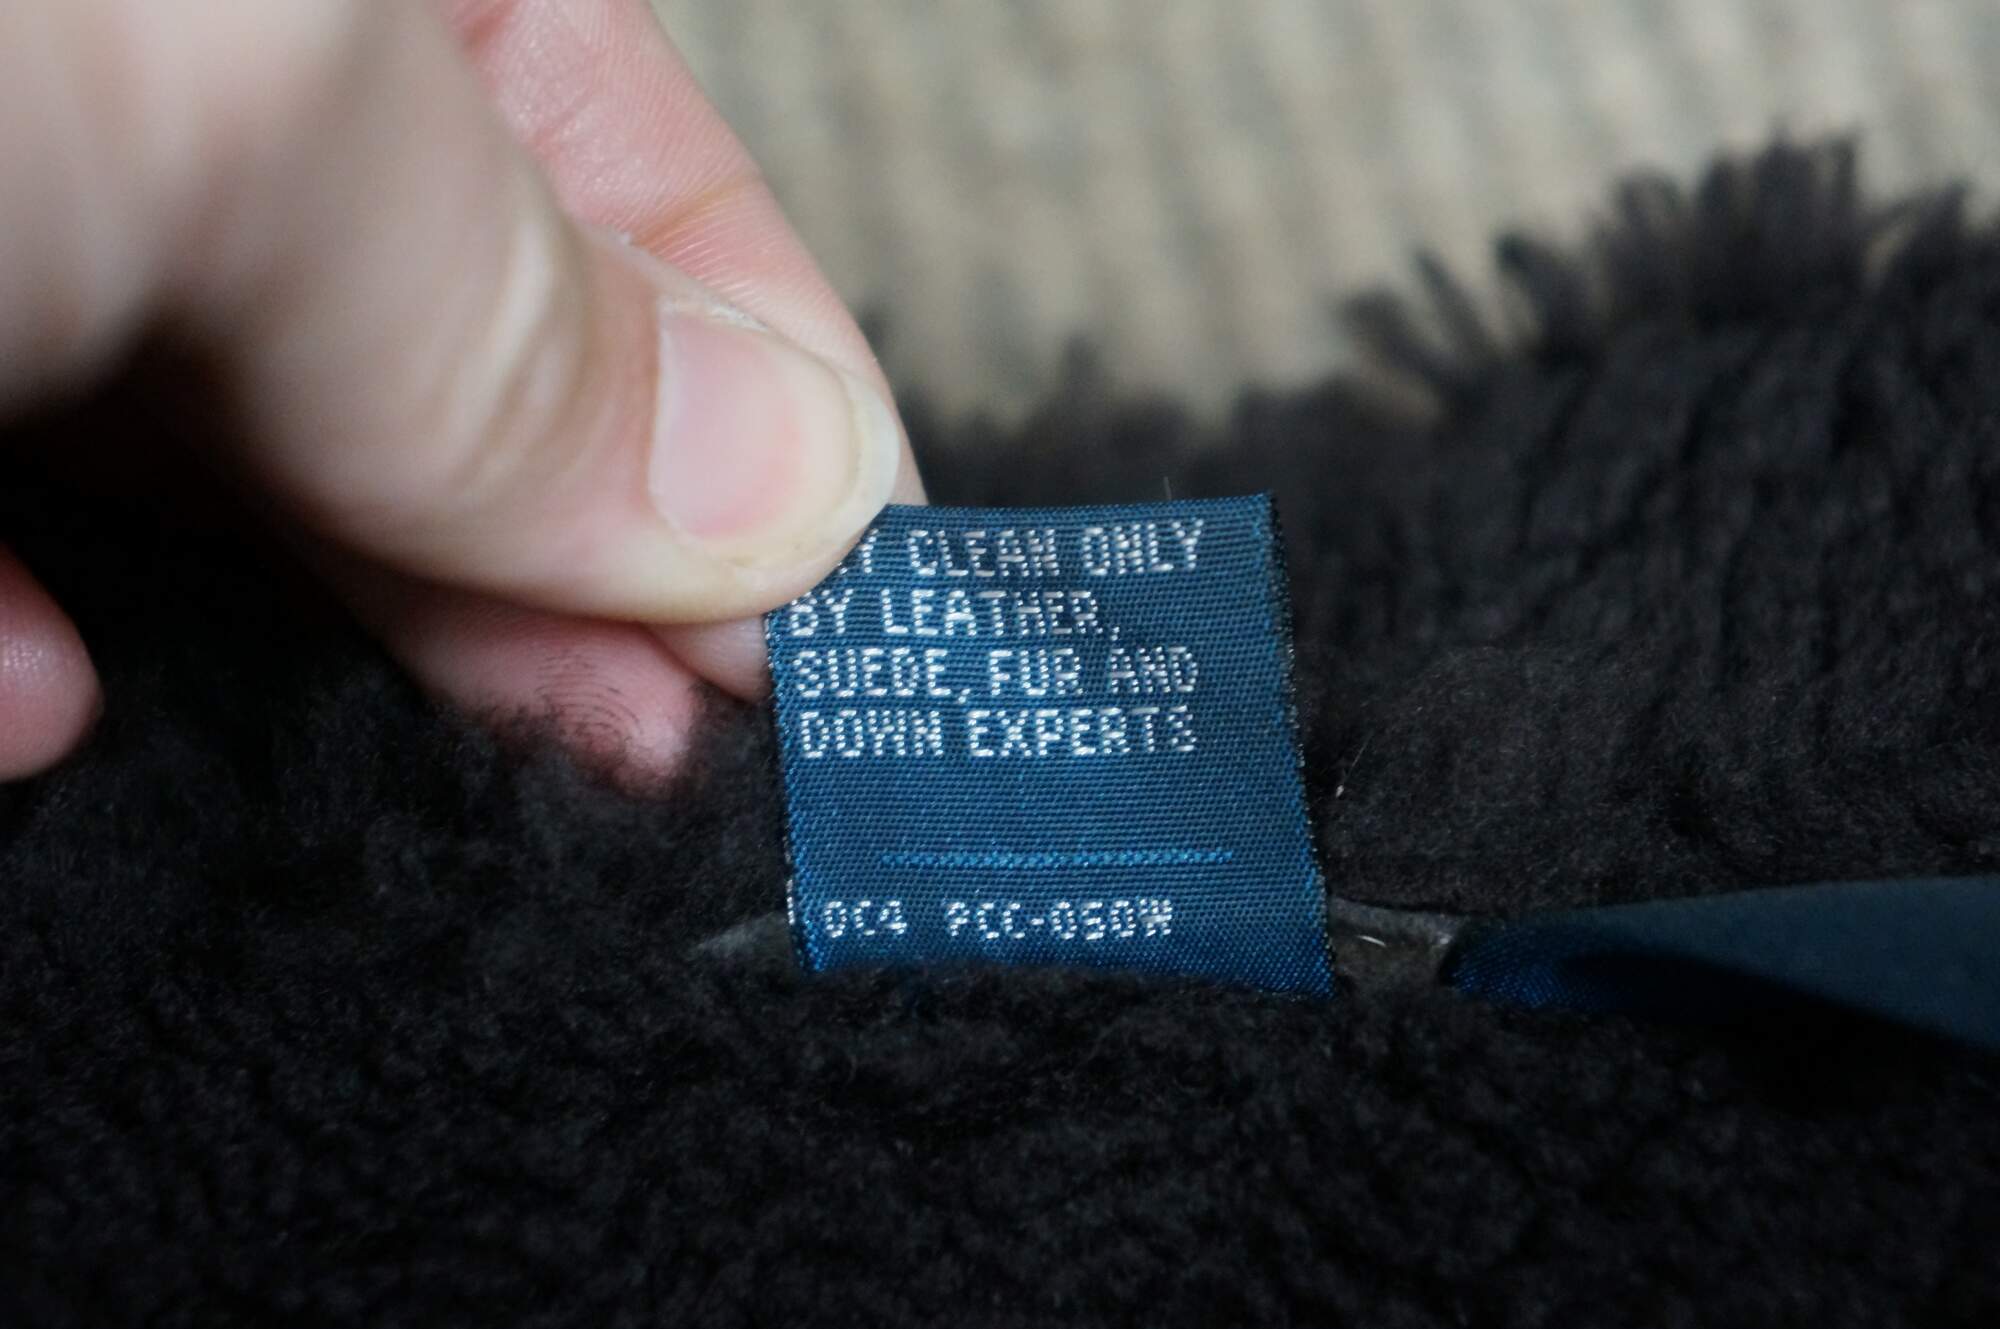 CLEAN ONLY
BY LEATHER,
SUEDE, FUR AND
DOWN EXPERTS
0C4 PCC-050W